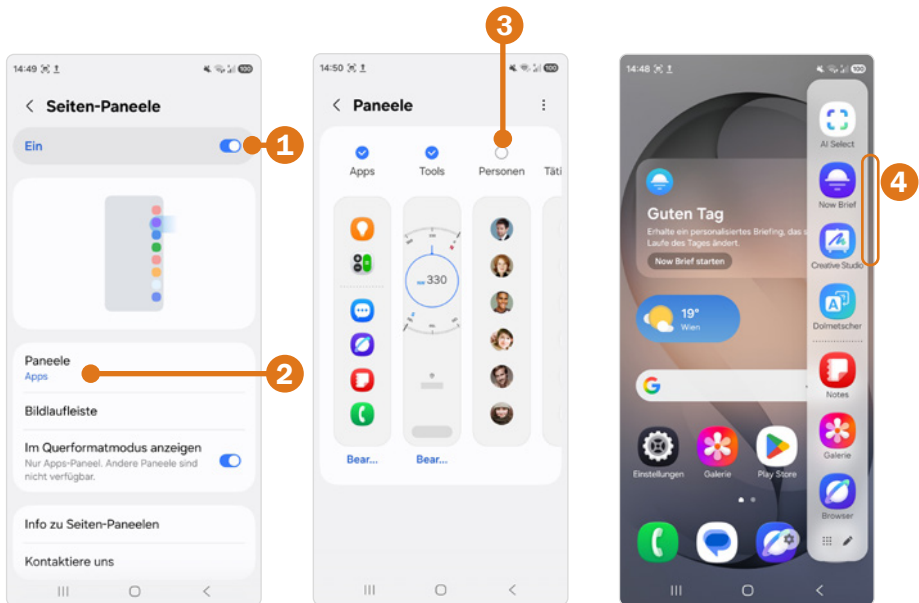 14:49
100
Seiten-Paneele
Ein
1
Paneele
Apps
2
Bildlaufleiste
Im Querformatmodus anzeigen
Nur Apps-Paneel. Andere Paneele sind
nicht verfügbar.
Info zu Seiten-Paneelen
Kontaktiere uns
3
14:50
100
Paneele
Apps
Tools
Personen
Täti
330
Bear...
Bear...
14:48
100
AI Select
4
Now Brief
Guten Tag
Erhalte ein personalisiertes Briefing, das s
Laufe des Tages ändert.
Now Brief starten
Creative Studio
Dolmetscher
19°
Wien
Notes
Galerie
Einstellungen
Galerie
Play Store
Browser